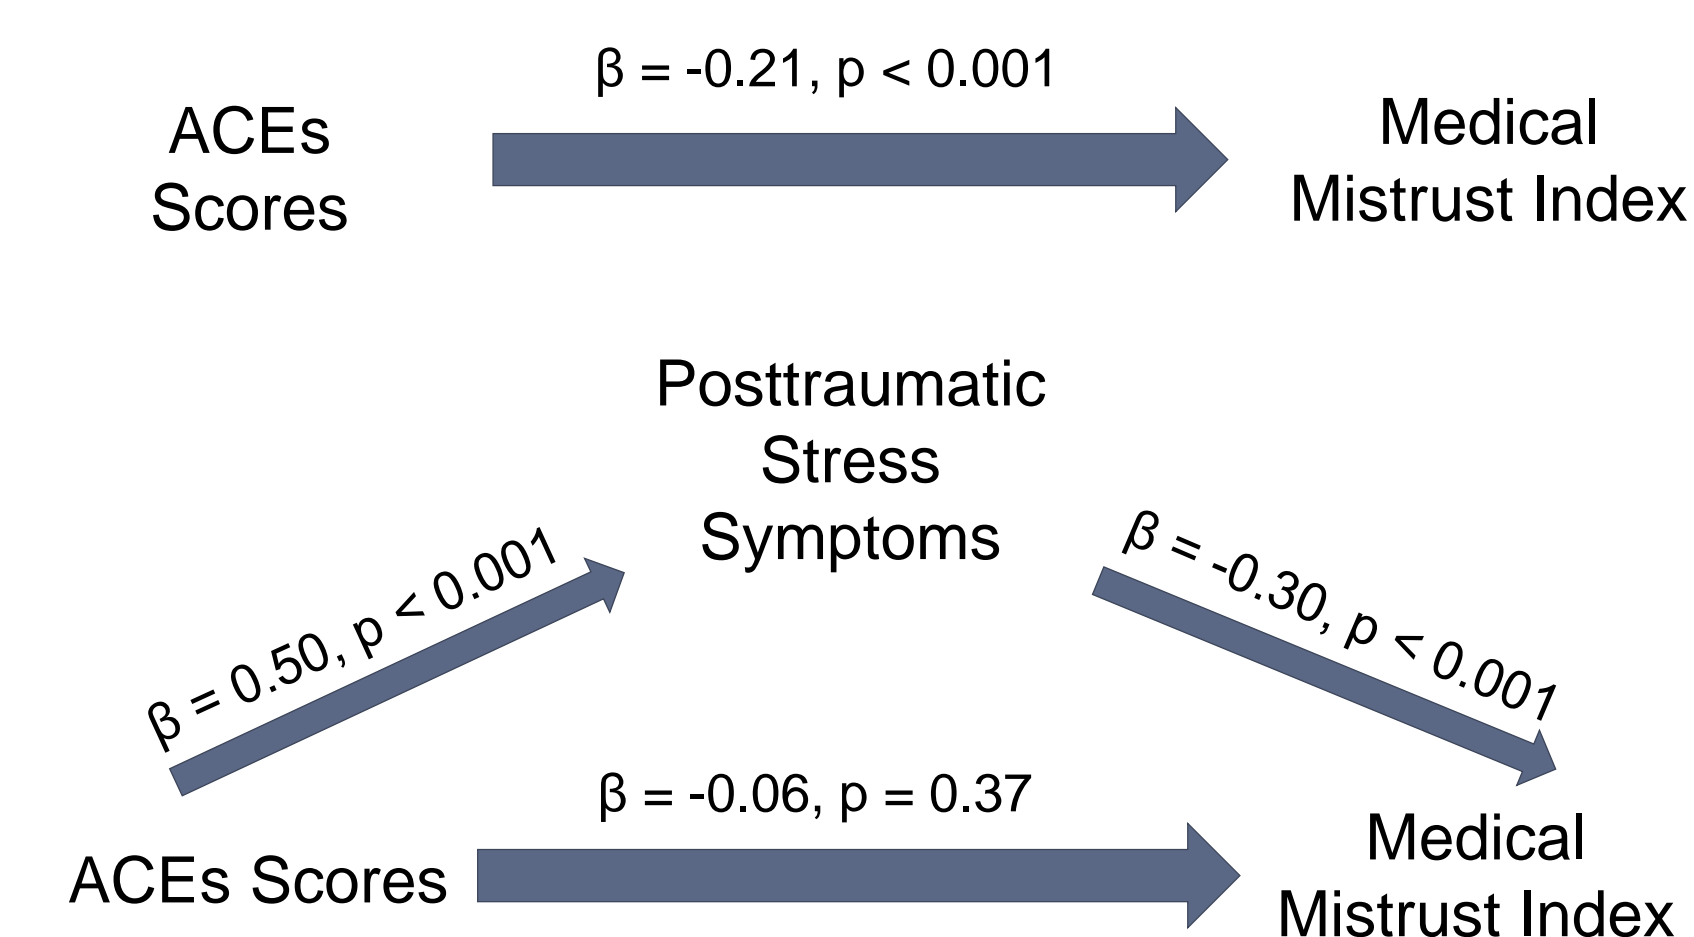 β = -0.21, p < 0.001
ACEs
Scores
Medical
Mistrust Index
Posttraumatic
Stress
Symptoms
β = 0.50, p < 0.001
β = -0.30, p < 0.001
β = -0.06, p = 0.37
ACEs Scores
Medical
Mistrust Index